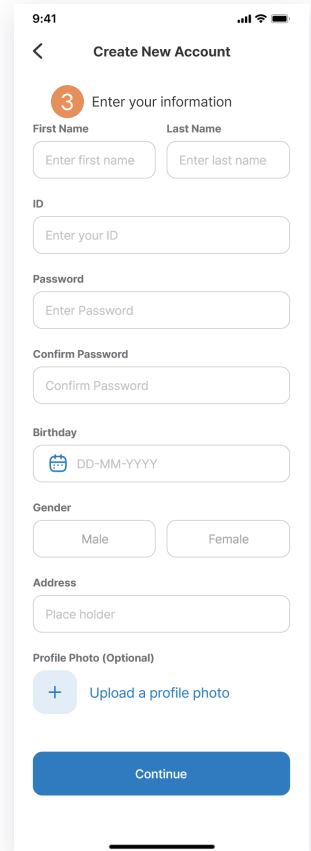 9:41
Create New Account
3 Enter your information
First Name Last Name
Enter first name Enter last name
ID
Enter your ID
Password
Enter Password
Confirm Password
Confirm Password
Birthday
DD-MM-YYYY
Gender
Male Female
Address
Place holder
Profile Photo (Optional)
+ Upload a profile photo
Continue